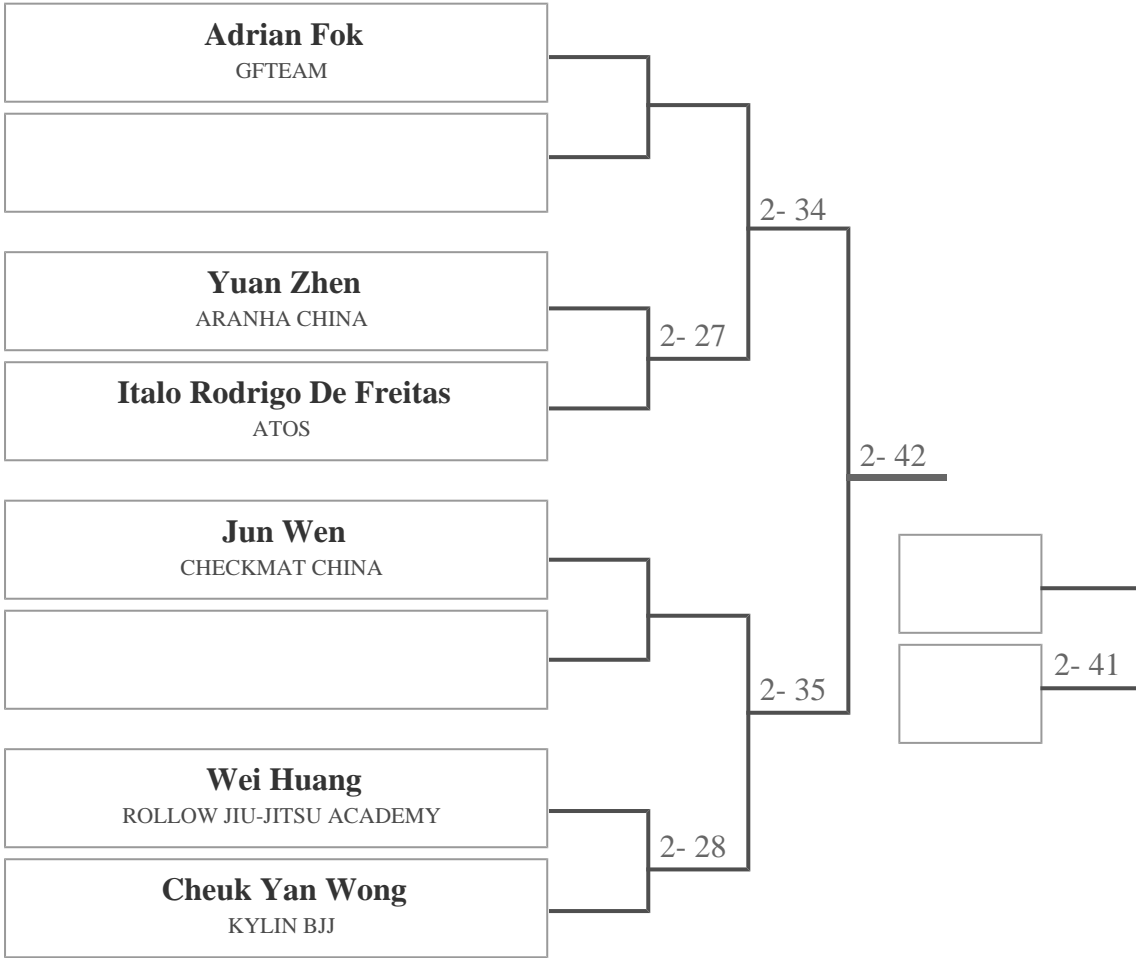 Adrian Fok
GFTEAM
2- 34
Yuan Zhen
ARANHA CHINA
2- 27
Italo Rodrigo De Freitas
ATOS
2- 42
Jun Wen
CHECKMAT CHINA
2- 41
2- 35
Wei Huang
ROLLOW JIU-JITSU ACADEMY
2- 28
Cheuk Yan Wong
KYLIN BJJ